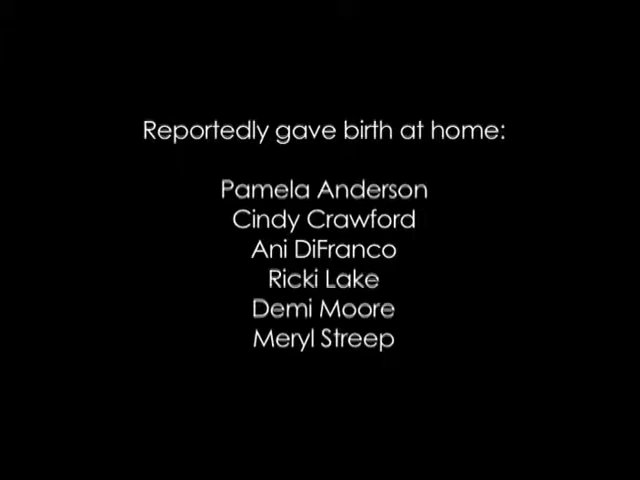 Reportedly gave birth at home:
Pamela Anderson
Cindy Crawford
Ani DiFranco
Ricki Lake
Demi Moore
Meryl Streep